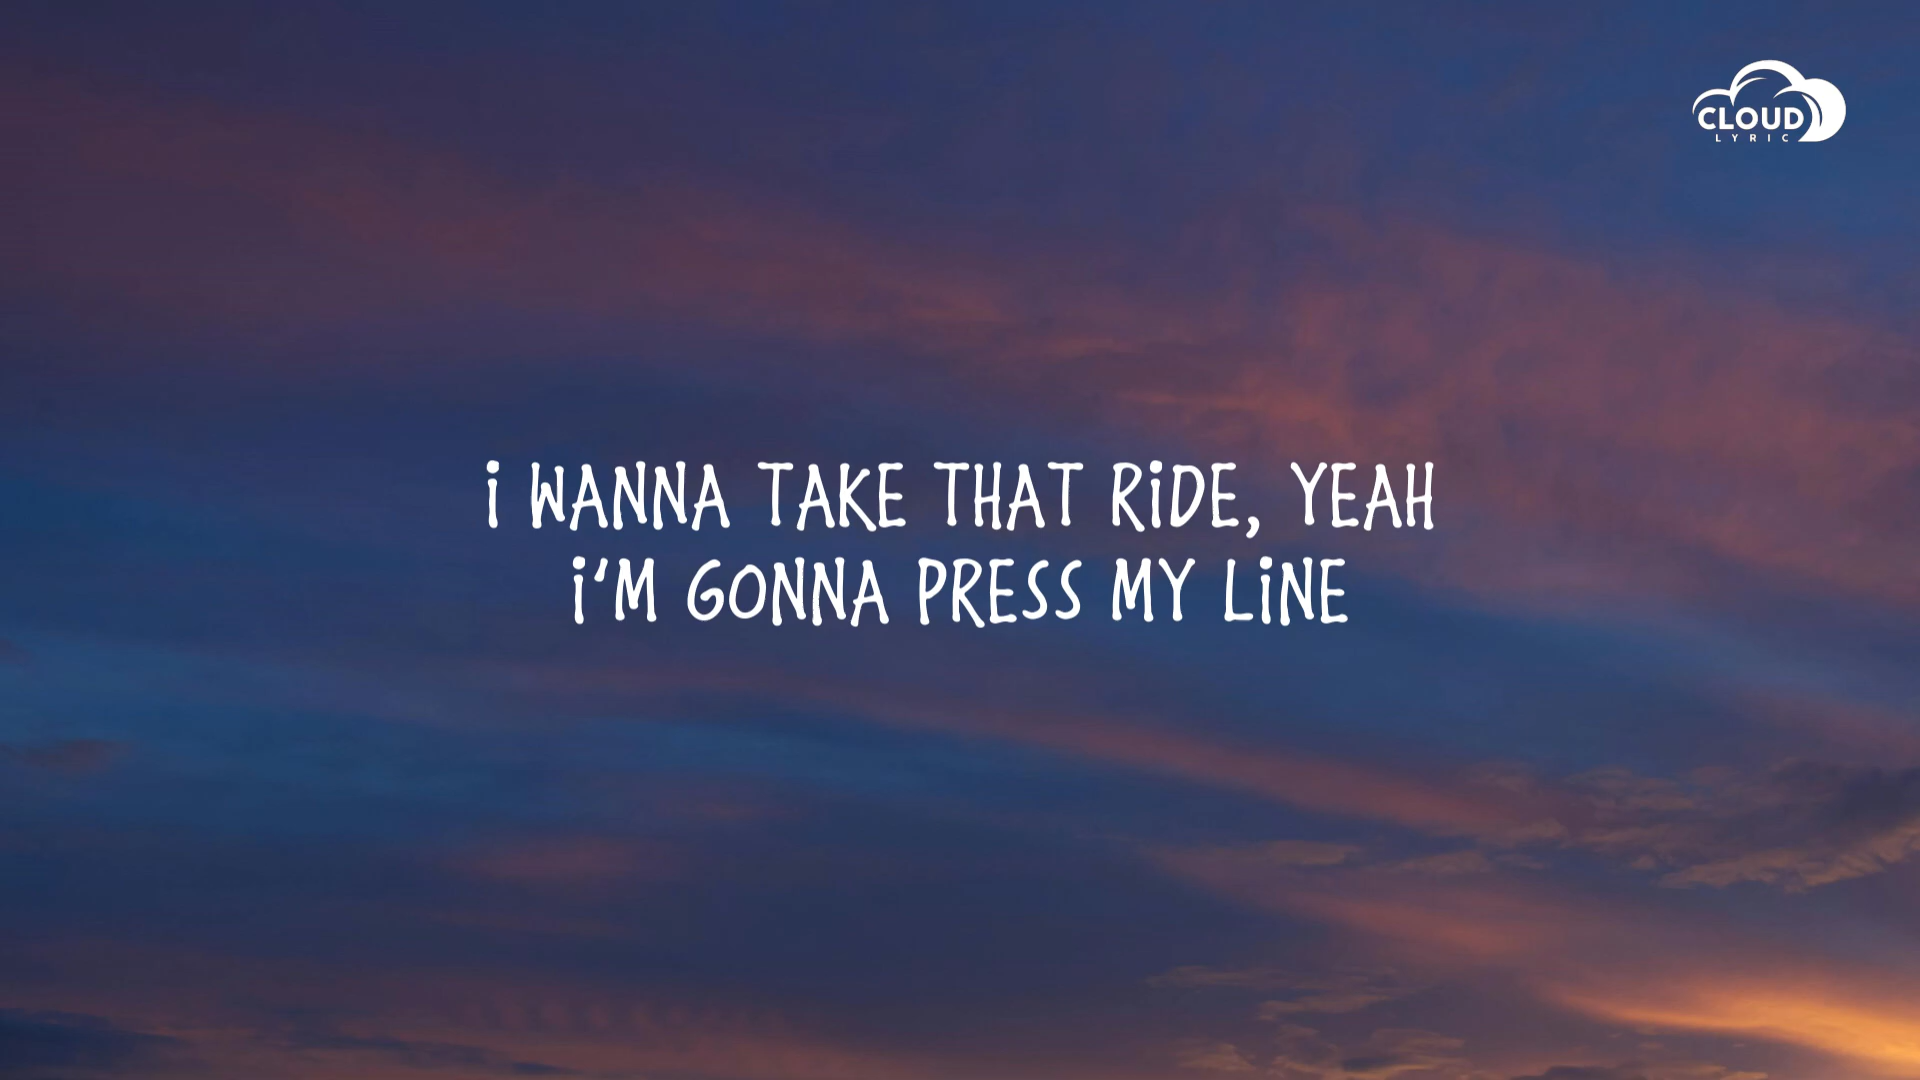 CLOUD
LYRIC
i WANNA TAKE THAT RiDE, YEAH
i'M GONNA PRESS MY LiNE